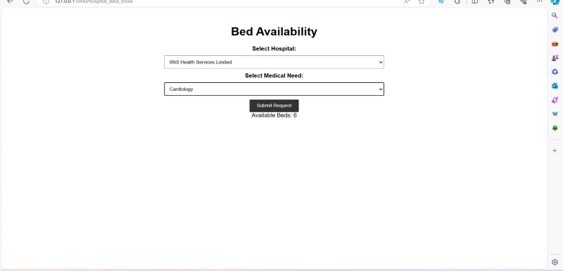 Bed Availability
Select Hospital:
IRIS Health Services Limited
Select Medical Need:
Cardiology
Submit Request
Available Beds: 6